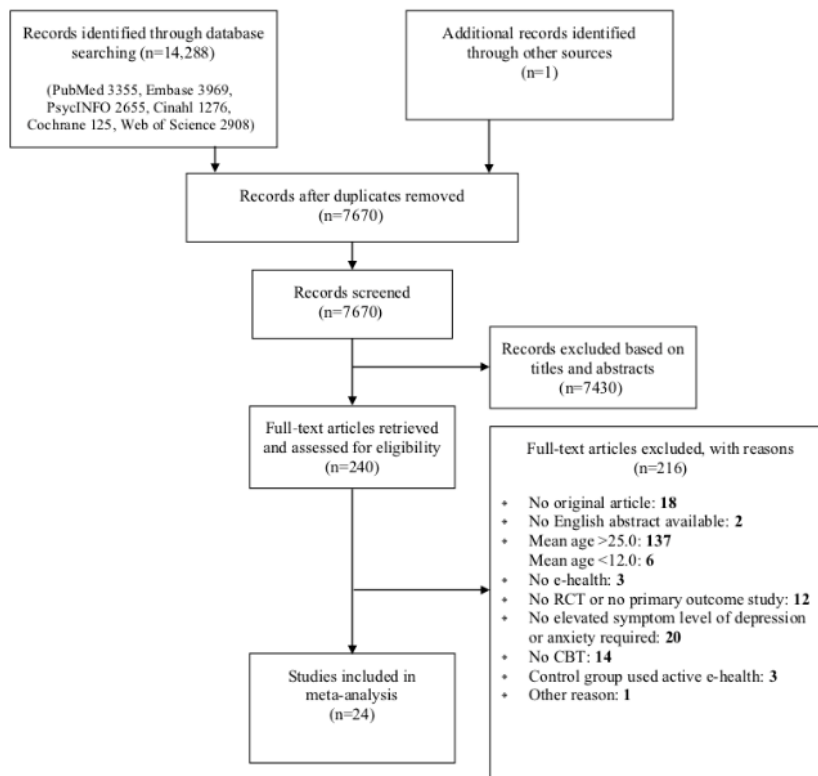 Records identified through database
searching (n=14,288)
(PubMed 3355, Embase 3969,
PsycINFO 2655, Cinahl 1276,
Cochrane 125, Web of Science 2908)
Additional records identified
through other sources
(n=1)
Records after duplicates removed
(n=7670)
Records screened
(n=7670)
Records excluded based on
titles and abstracts
(n=7430)
Full-text articles retrieved
and assessed for eligibility
(n=240)
Full-text articles excluded, with reasons
(n=216)
No original article: 18
No English abstract available: 2
Mean age >25.0: 137
Mean age <12.0: 6
No e-health: 3
No RCT or no primary outcome study: 12
No elevated symptom level of depression
or anxiety required: 20
No CBT: 14
Control group used active e-health: 3
Other reason: 1
Studies included in
meta-analysis
(n=24)